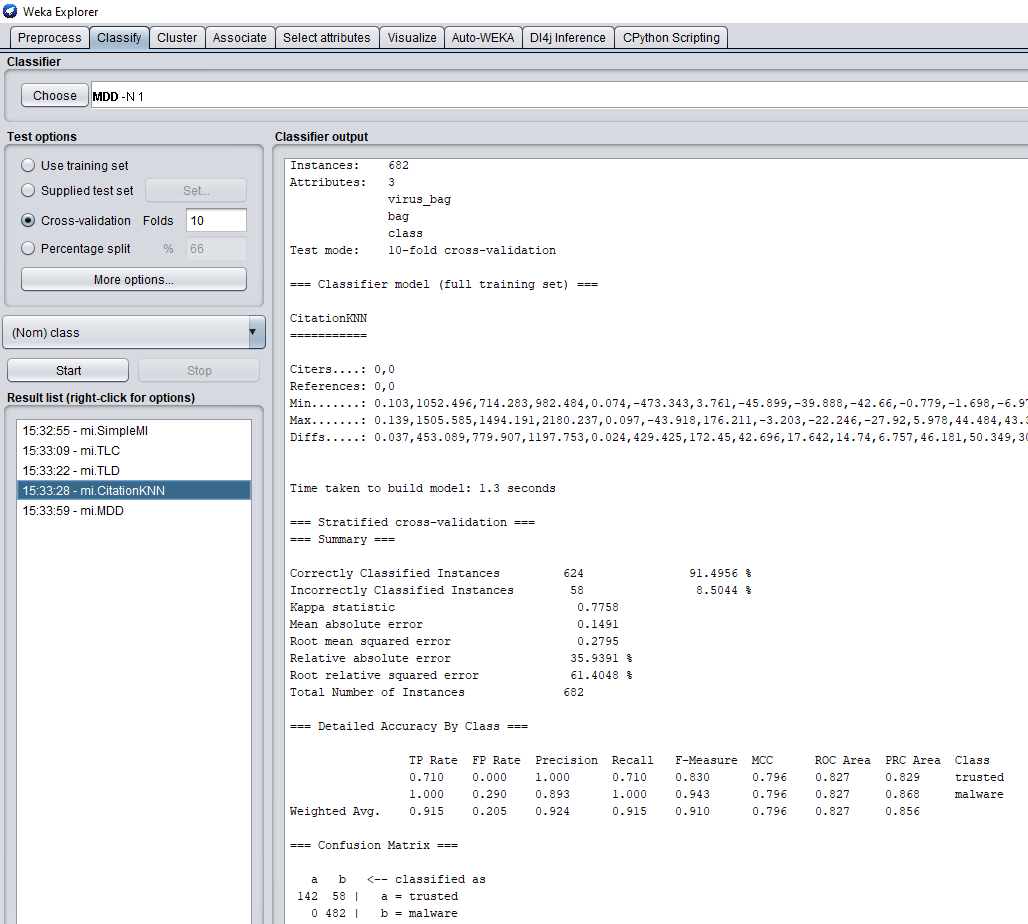 Weka Explorer
Preprocess Classify Cluster Associate Select attributes Visualize Auto-WEKA Dl4j Inference CPython Scripting
Classifier
Choose MDD -N 1
Test options
Use training set
Supplied test set Set...
Cross-validation Folds 10
Percentage split % 66
More options...
(Nom) class
Start Stop
Result list (right-click for options)
15:32:55 - mi.SimpleMI
15:33:09 - mi.TLC
15:33:22 - mi.TLD
15:33:28 - mi.CitationKNN
15:33:59 - mi.MDD
Classifier output
Instances: 682
Attributes: 3
virus_bag
bag
class
Test mode: 10-fold cross-validation
=== Classifier model (full training set) ===
CitationKNN
===========
Citers....: 0,0
References: 0,0
Min.......: 0.103,1052.496,714.283,982.484,0.074,-473.343,3.761,-45.899,-39.888,-42.66,-0.779,-1.698,-6.97
Max.......: 0.139,1505.585,1494.191,2180.237,0.097,-43.918,176.211,-3.203,-22.246,-27.92,5.978,44.484,43.3
Diffs.....: 0.037,453.089,779.907,1197.753,0.024,429.425,172.45,42.696,17.642,14.74,6.757,46.181,50.349,30
Time taken to build model: 1.3 seconds
=== Stratified cross-validation ===
=== Summary ===
Correctly Classified Instances 624 91.4956 %
Incorrectly Classified Instances 58 8.5044 %
Kappa statistic 0.7758
Mean absolute error 0.1491
Root mean squared error 0.2795
Relative absolute error 35.9391 %
Root relative squared error 61.4048 %
Total Number of Instances 682
=== Detailed Accuracy By Class ===
TP Rate FP Rate Precision Recall F-Measure MCC ROC Area PRC Area Class
0.710 0.000 1.000 0.710 0.830 0.796 0.827 0.829 trusted
1.000 0.290 0.893 1.000 0.943 0.796 0.827 0.868 malware
Weighted Avg. 0.915 0.205 0.924 0.915 0.910 0.796 0.827 0.856
=== Confusion Matrix ===
a b <-- classified as
142 58 | a = trusted
0 482 | b = malware